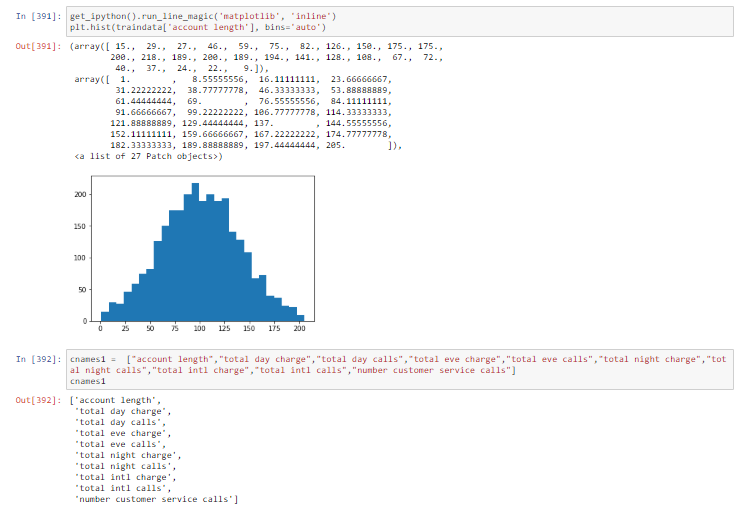 In [391]: get_ipython().run_line_magic('matplotlib', 'inline')
plt.hist(traindata['account length'], bins='auto')
Out[391]: (array([ 15., 29., 27., 46., 59., 75., 82., 126., 150., 175., 175.,
200., 218., 189., 200., 189., 194., 141., 128., 108., 67., 72.,
40., 37., 24., 22., 9.]),
array([ 1. , 8.55555556, 16.11111111, 23.66666667,
31.22222222, 38.77777778, 46.33333333, 53.88888889,
61.44444444, 69. , 76.55555556, 84.11111111,
91.66666667, 99.22222222, 106.77777778, 114.33333333,
121.88888889, 129.44444444, 137. , 144.55555556,
152.11111111, 159.66666667, 167.22222222, 174.77777778,
182.33333333, 189.88888889, 197.44444444, 205. ]),
<a list of 27 Patch objects>)
200
150
100
50
0
0 25 50 75 100 125 150 175 200
In [392]: cnames1 = ["account length","total day charge","total day calls","total eve charge","total eve calls","total night charge","tot
al night calls","total intl charge","total intl calls","number customer service calls"]
cnames1
Out[392]: ['account length',
'total day charge',
'total day calls',
'total eve charge',
'total eve calls',
'total night charge',
'total night calls',
'total intl charge',
'total intl calls',
'number customer service calls']